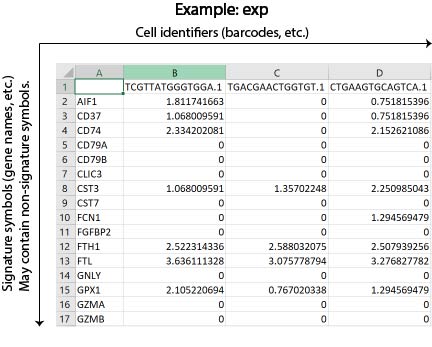 Example: exp
Cell identifiers (barcodes, etc.)
Signature symbols (gene names, etc.)
May contain non-signature symbols.
A B C D
1 TCGTTATGGGTGGA.1 TGACGAACTGGTGT.1 CTGAAGTGCAGTCA.1
2 AIF1 1.811741663 0 0.751815396
3 CD37 1.068009591 0 0.751815396
4 CD74 2.334202081 0 2.152621086
5 CD79A 0 0 0
6 CD79B 0 0 0
7 CLIC3 0 0 0
8 CST3 1.068009591 1.35702248 2.250985043
9 CST7 0 0 0
10 FCN1 0 0 1.294569479
11 FGFBP2 0 0 0
12 FTH1 2.522314336 2.588032075 2.507939256
13 FTL 3.636111328 3.075778794 3.276827782
14 GNLY 0 0 0
15 GPX1 2.105220694 0.767020338 1.294569479
16 GZMA 0 0 0
17 GZMB 0 0 0